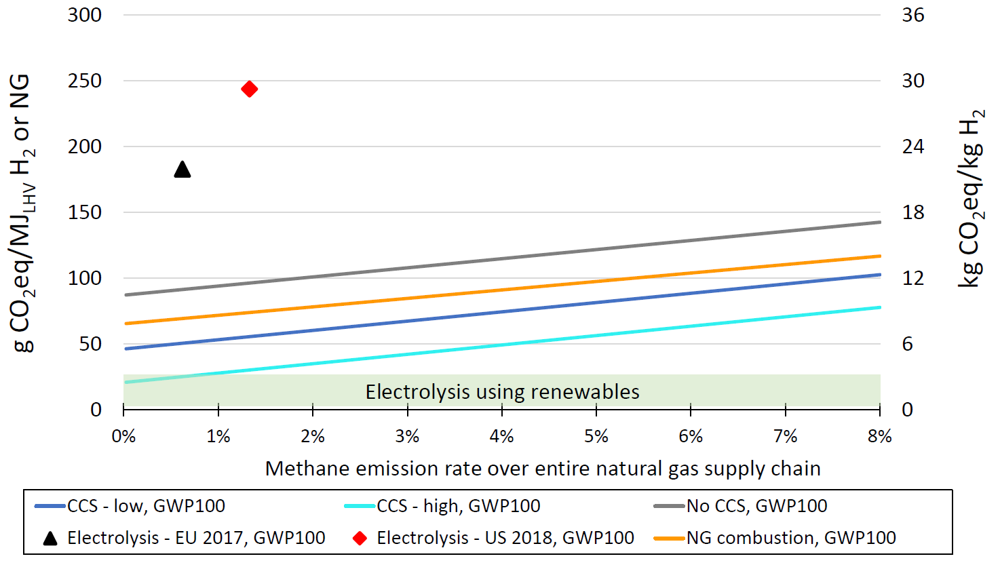 300
250
200
150
100
50
0
g CO2eq/MJLHV H2 or NG
36
30
24
18
12
6
0
kg CO2eq/kg H2
Electrolysis using renewables
0% 1% 2% 3% 4% 5% 6% 7% 8%
Methane emission rate over entire natural gas supply chain
CCS - low, GWP100 CCS - high, GWP100 No CCS, GWP100
Electrolysis - EU 2017, GWP100 Electrolysis - US 2018, GWP100 NG combustion, GWP100